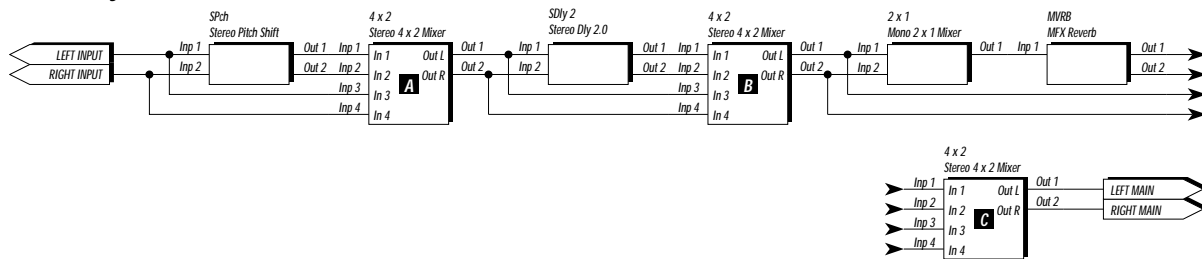 SPch
Stereo Pitch Shift
4 x 2
Stereo 4 x 2 Mixer
SDly 2
Stereo Dly 2.0
4 x 2
Stereo 4 x 2 Mixer
2 x 1
Mono 2 x 1 Mixer
MVRB
MFX Reverb
LEFT INPUT
Inp 1
Out 1
Inp 1
In 1
Out L
Out 1
Inp 1
Out 1
Inp 1
In 1
Out L
Out 1
Inp 1
Out 1
Inp 1
Out 1
RIGHT INPUT
Inp 2
Out 2
Inp 2
In 2
Out R
Out 2
Inp 2
Out 2
Inp 2
In 2
Out R
Out 2
Inp 2
Out 2
A
B
Inp 3
In 3
Inp 3
In 3
Inp 4
In 4
Inp 4
In 4
4 x 2
Stereo 4 x 2 Mixer
Inp 1
In 1
Out L
Out 1
LEFT MAIN
Inp 2
In 2
Out R
Out 2
RIGHT MAIN
Inp 3
In 3
C
Inp 4
In 4